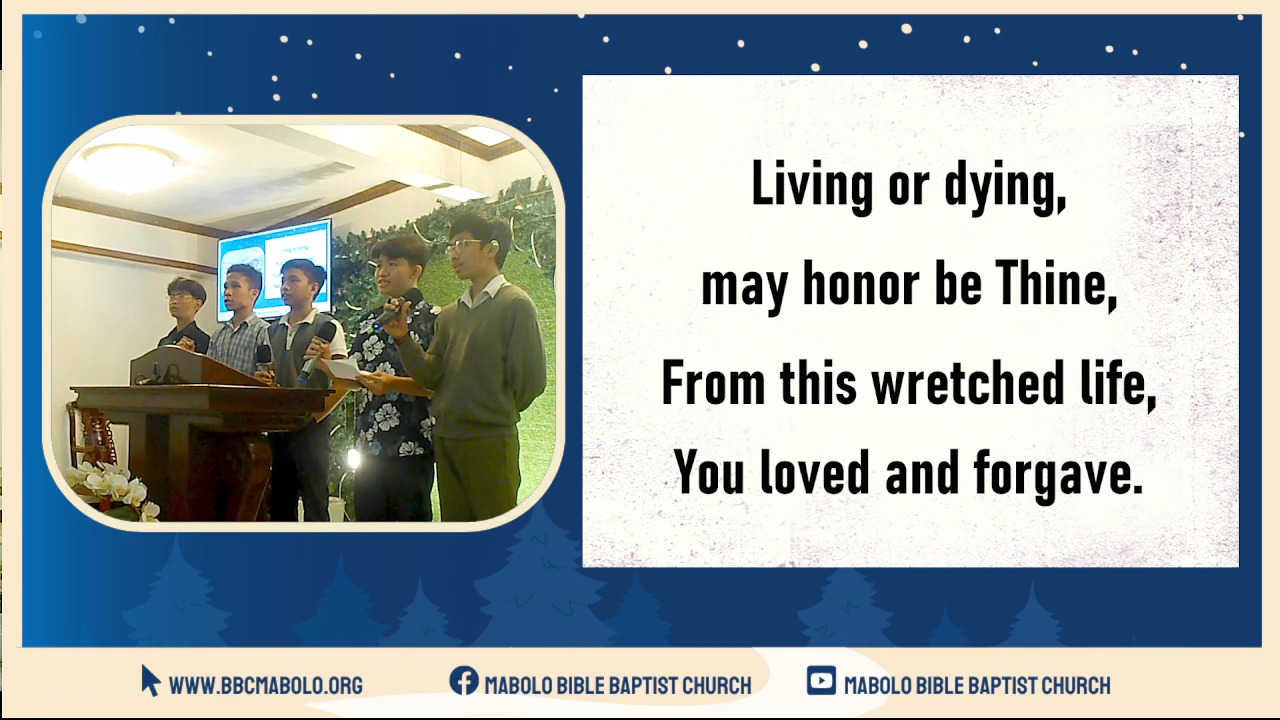 Living or dying,
may honor be Thine,
From this wretched life,
You loved and forgave.
WWW.BBCMABOLO.ORG
MABOLO BIBLE BAPTIST CHURCH
MABOLO BIBLE BAPTIST CHURCH